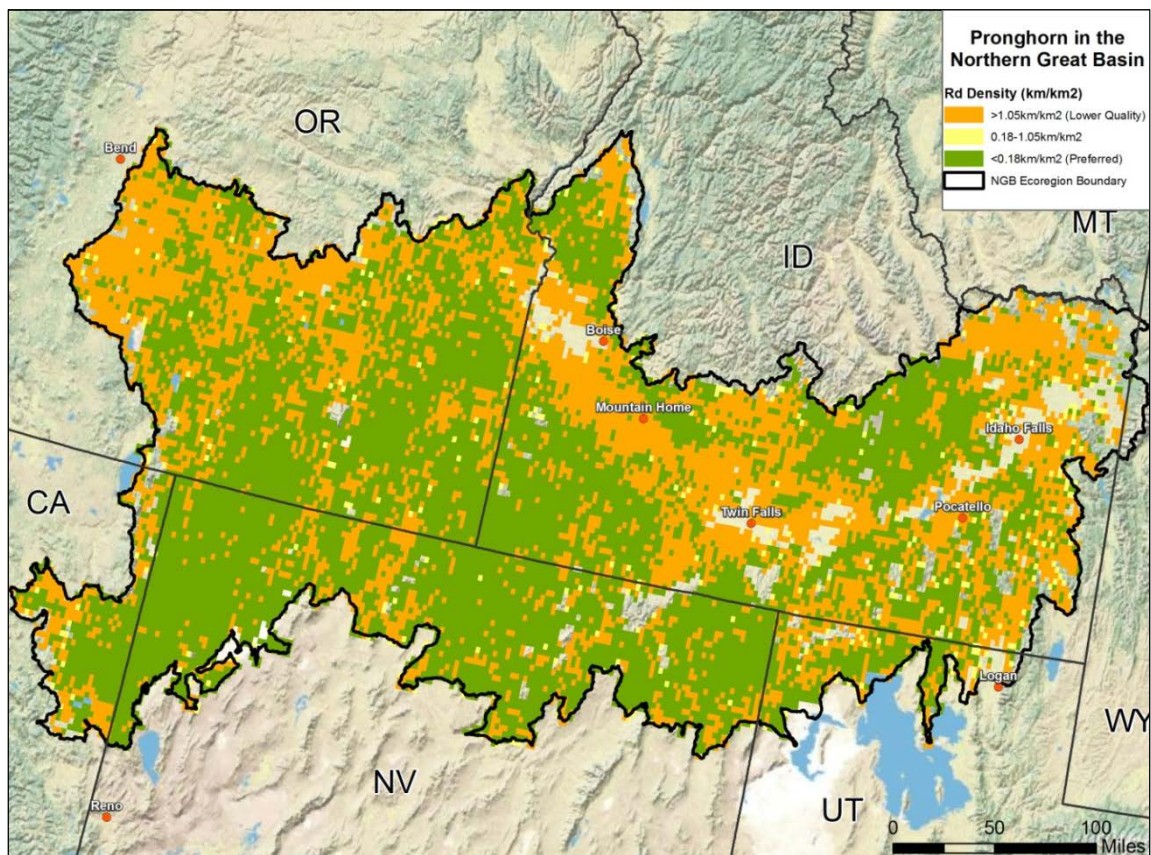 Pronghorn in the
Northern Great Basin
Rd Density (km/km2)
>1.05km/km2 (Lower Quality)
0.18-1.05km/km2
<0.18km/km2 (Preferred)
NGB Ecoregion Boundary
OR
Bend
MT
ID
Boise
Mountain Home
Idaho Falls
CA
Twin Falls
Pocatello
Logan
WY
NV
Reno
UT
0 50 100
Miles